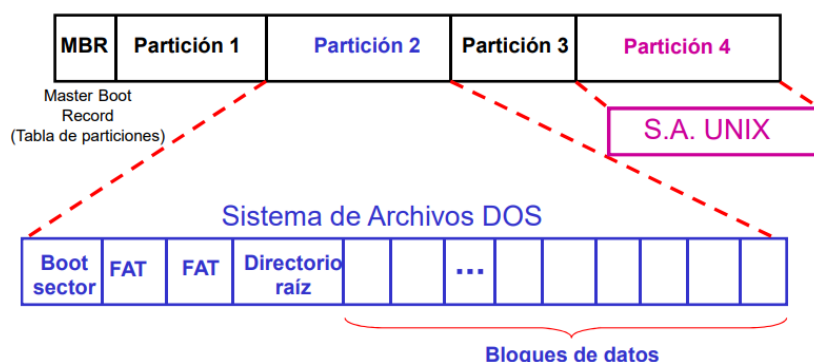 MBR
Partición 1
Partición 2
Partición 3
Partición 4
Master Boot
Record
(Tabla de particiones)
S.A. UNIX
Sistema de Archivos DOS
Boot
sector
FAT
FAT
Directorio
raíz
...
Bloques de datos